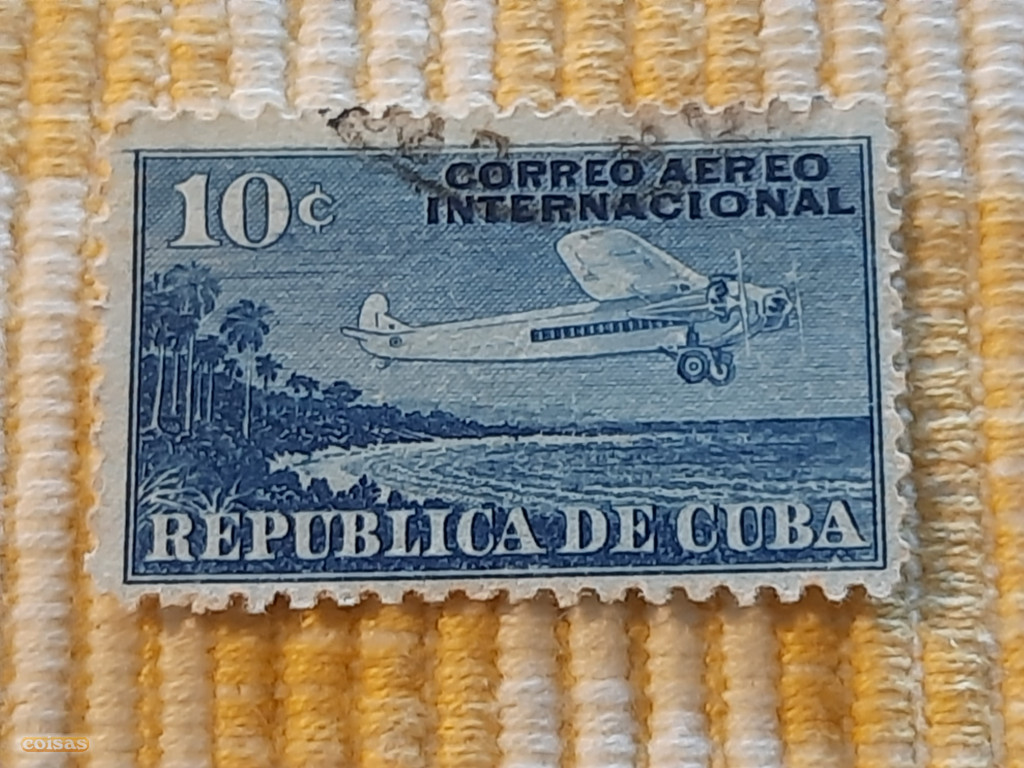 10¢
CORREO AEREO
INTERNACIONAL
REPUBLICA DE CUBA
coisas